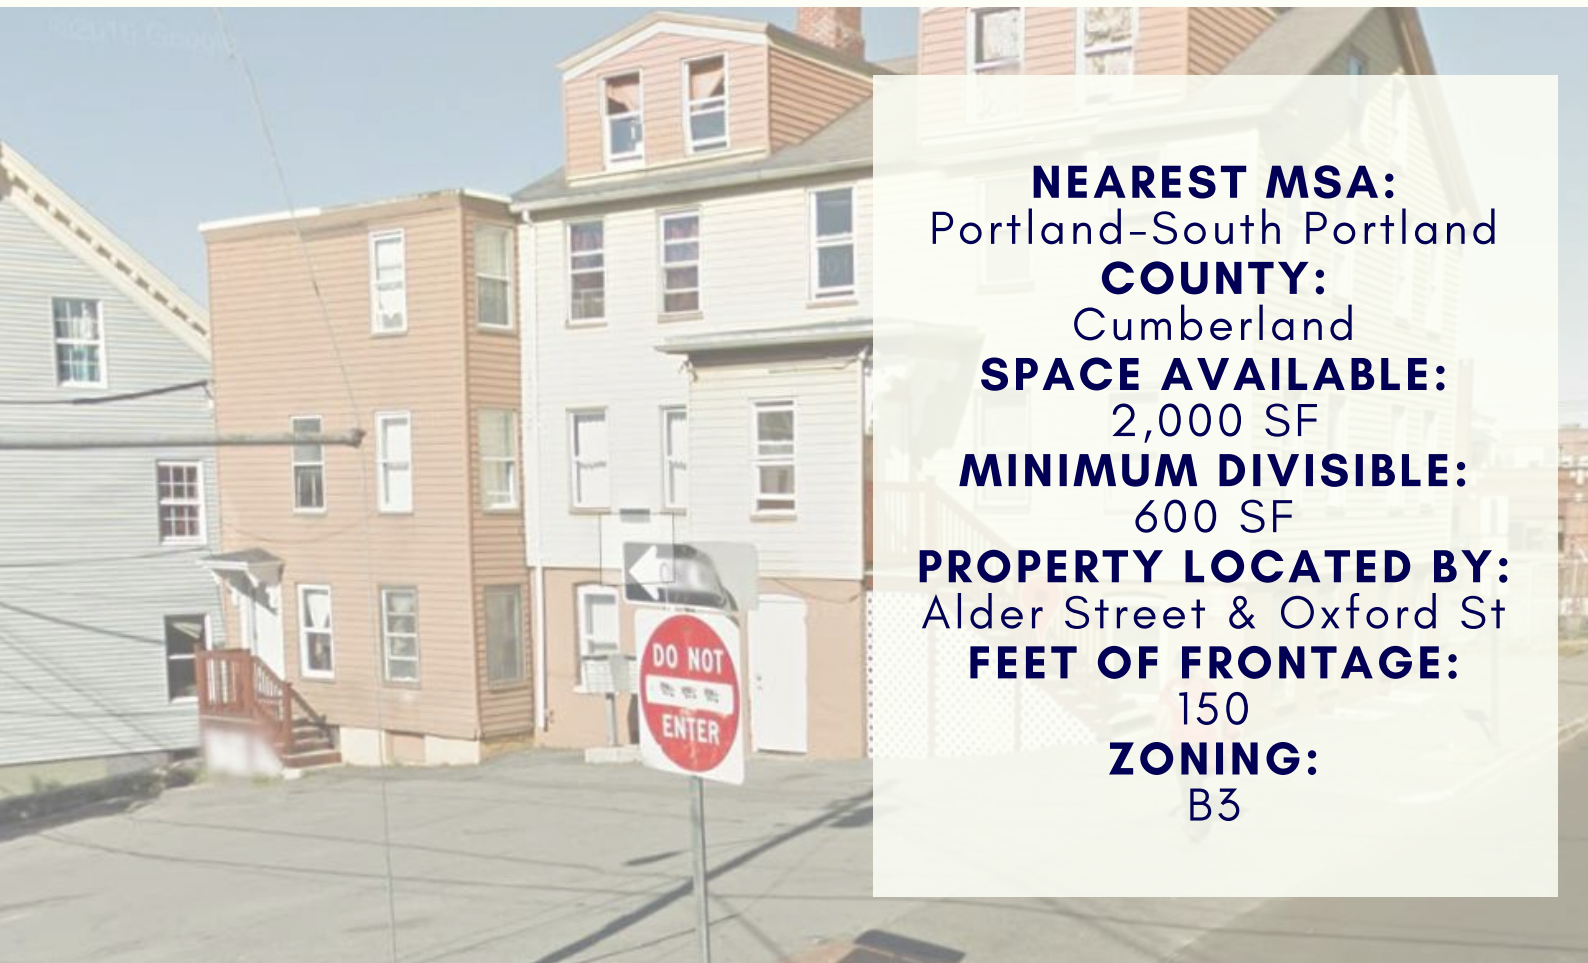 NEAREST MSA:
Portland-South Portland
COUNTY:
Cumberland
SPACE AVAILABLE:
2,000 SF
MINIMUM DIVISIBLE:
600 SF
PROPERTY LOCATED BY:
Alder Street & Oxford St
FEET OF FRONTAGE:
150
ZONING:
B3
DO NOT
ENTER